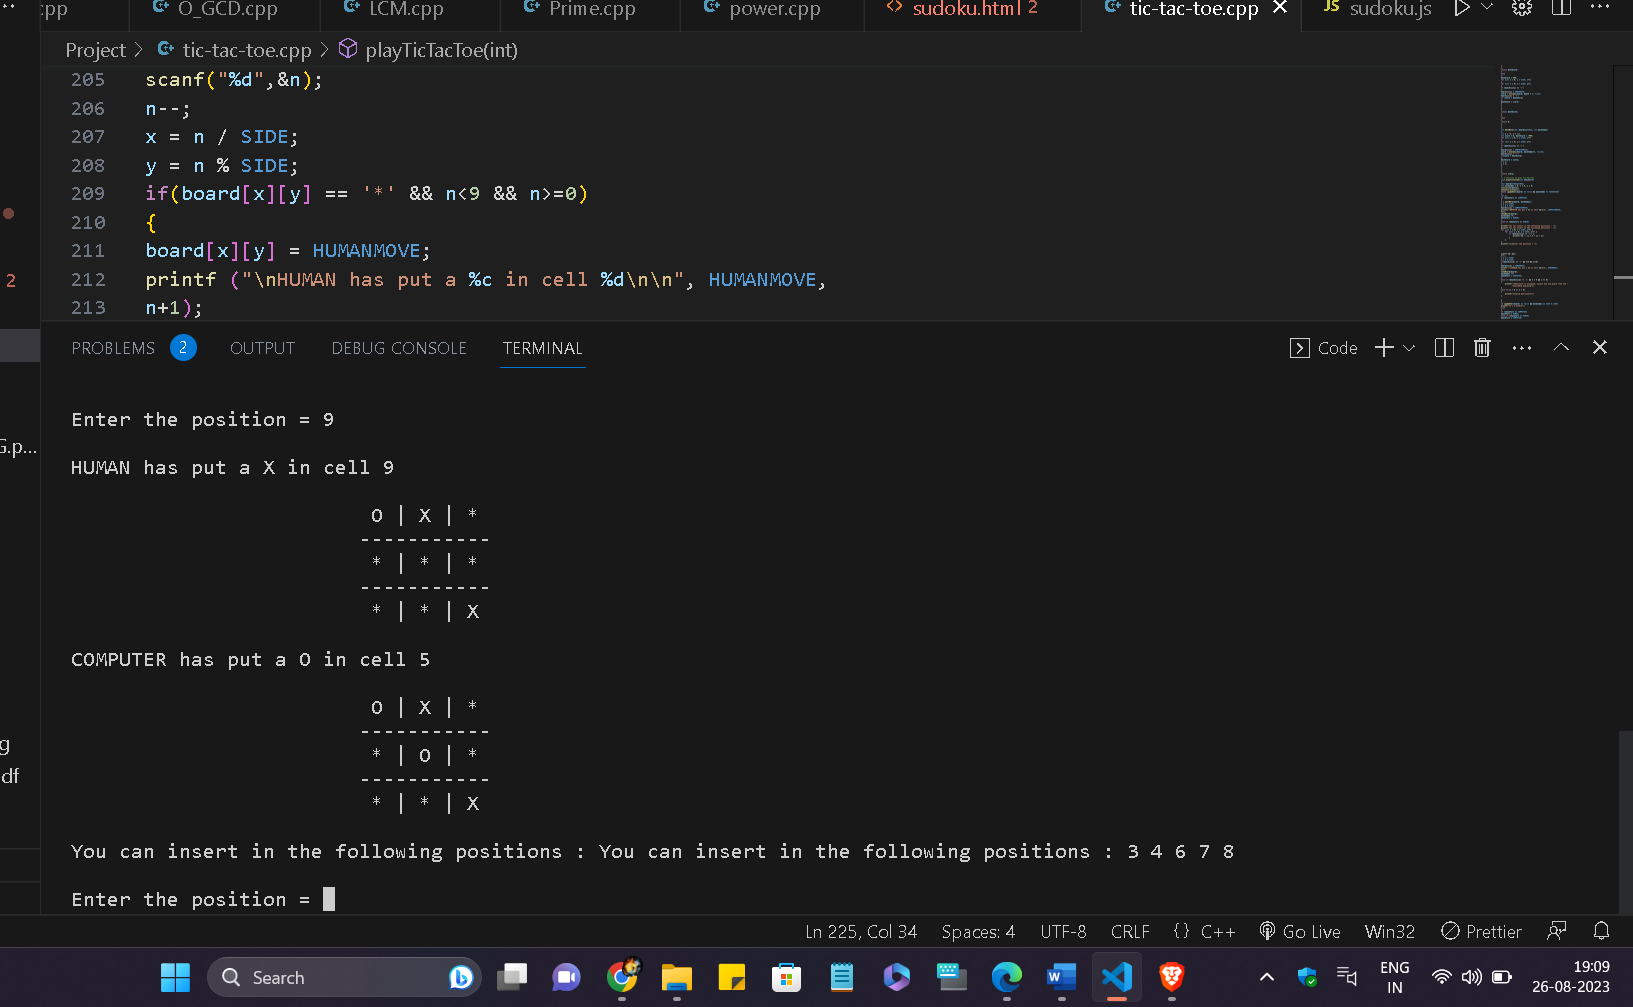 :pp O_GCD.cpp LCM.cpp Prime.cpp power.cpp sudoku.html 2 tic-tac-toe.cpp sudoku.js
Project > tic-tac-toe.cpp > playTicTacToe(int)
205 scanf("%d",&n);
206 n--;
207 x = n / SIDE;
208 y = n % SIDE;
209 if(board[x][y] == '*' && n<9 && n>=0)
210 {
211 board[x][y] = HUMANMOVE;
212 printf ("\nHUMAN has put a %c in cell %d\n\n", HUMANMOVE,
213 n+1);
2
PROBLEMS 2 OUTPUT DEBUG CONSOLE TERMINAL Code
Enter the position = 9
G.p...
HUMAN has put a X in cell 9
O | X | *
-----------
* | * | *
-----------
* | * | X
COMPUTER has put a O in cell 5
O | X | *
-----------
g
* | O | *
df
-----------
* | * | X
You can insert in the following positions : You can insert in the following positions : 3 4 6 7 8
Enter the position =
Ln 225, Col 34 Spaces: 4 UTF-8 CRLF {} C++ Go Live Win32 Prettier
Search ENG IN 19:09 26-08-2023